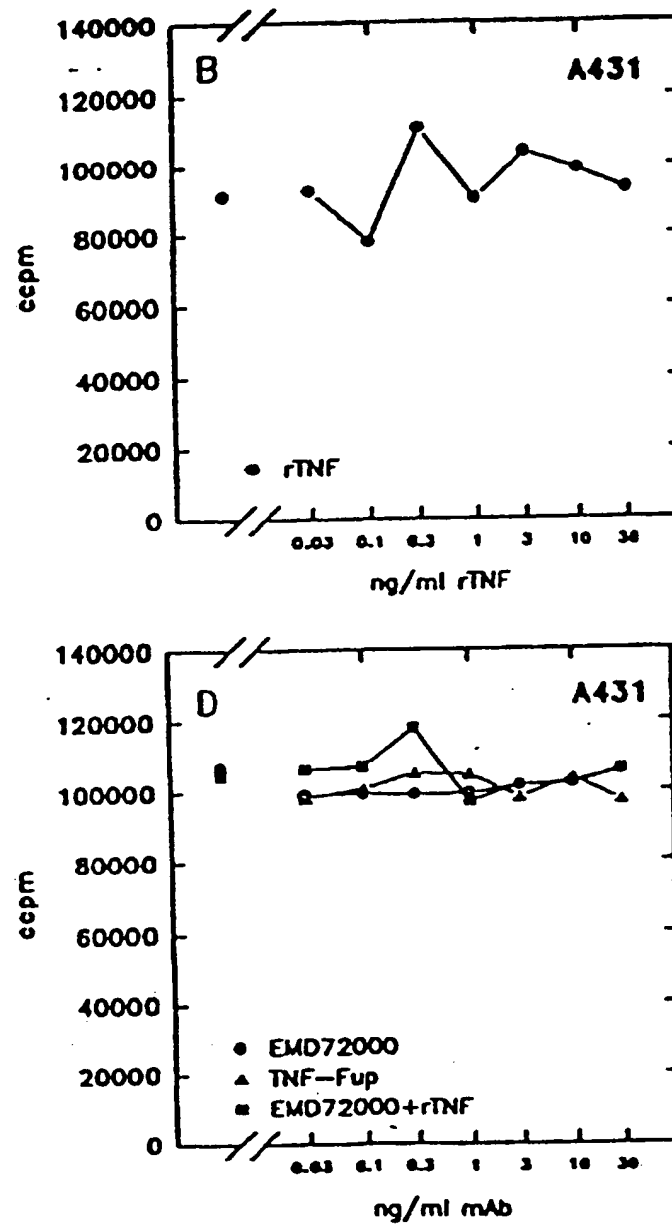 140000
B
A431
120000
100000
80000
ccpm
60000
40000
20000
rTNF
0
0.03 0.1 0.3 1 3 10 30
ng/ml rTNF
140000
D
A431
120000
100000
80000
ccpm
60000
40000
EMD72000
20000
TNF-Fup
EMD72000+rTNF
0
0.03 0.1 0.3 1 3 10 30
ng/ml mAb